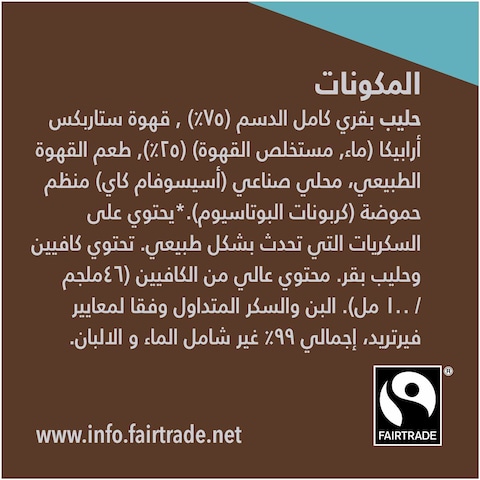 المكونات
حليب بقري كامل الدسم (٧٥٪) , قهوة ستاربكس
أرابيكا (ماء, مستخلص القهوة) (٢٥٪), طعم القهوة
الطبيعي، محلي صناعي (أسيسوفام كاي) منظم
حموضة (كربونات البوتاسيوم).*يحتوي على
السكريات التي تحدث بشكل طبيعي. تحتوي كافيين
وحليب بقر. محتوي عالي من الكافيين (٤٦ملجم
/ ١٠٠ مل). البن والسكر المتداول وفقا لمعايير
فيرتريد، إجمالي ٩٩٪ غير شامل الماء و الالبان.
®
FAIRTRADE
www.info.fairtrade.net